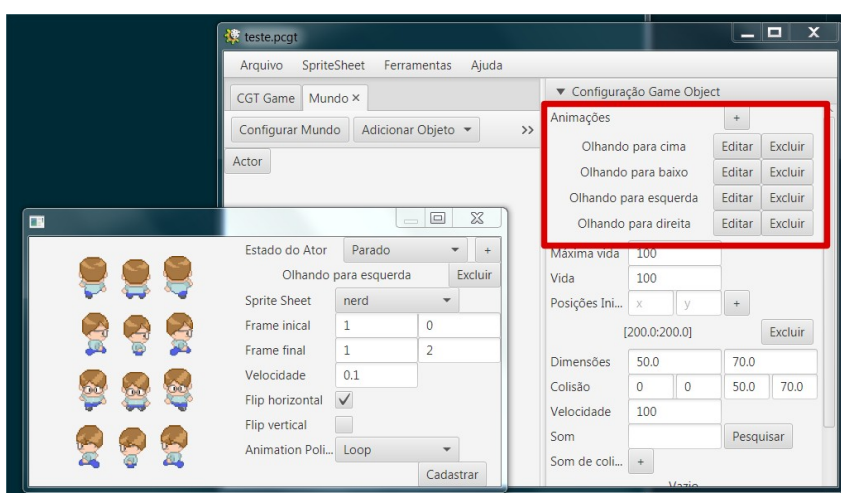 teste.pcgt
Arquivo SpriteSheet Ferramentas Ajuda
CGT Game Mundo ×
Configurar Mundo Adicionar Objeto >>
Actor
Configuração Game Object
Animações +
Olhando para cima Editar Excluir
Olhando para baixo Editar Excluir
Olhando para esquerda Editar Excluir
Olhando para direita Editar Excluir
Máxima vida 100
Vida 100
Posições Ini... x y +
[200.0:200.0] Excluir
Dimensões 50.0 70.0
Colisão 0 0 50.0 70.0
Velocidade 100
Som Pesquisar
Som de coli... +
Vazio
Estado do Ator Parado +
Olhando para esquerda Excluir
Sprite Sheet nerd
Frame inical 1 0
Frame final 1 2
Velocidade 0.1
Flip horizontal
Flip vertical
Animation Poli... Loop
Cadastrar